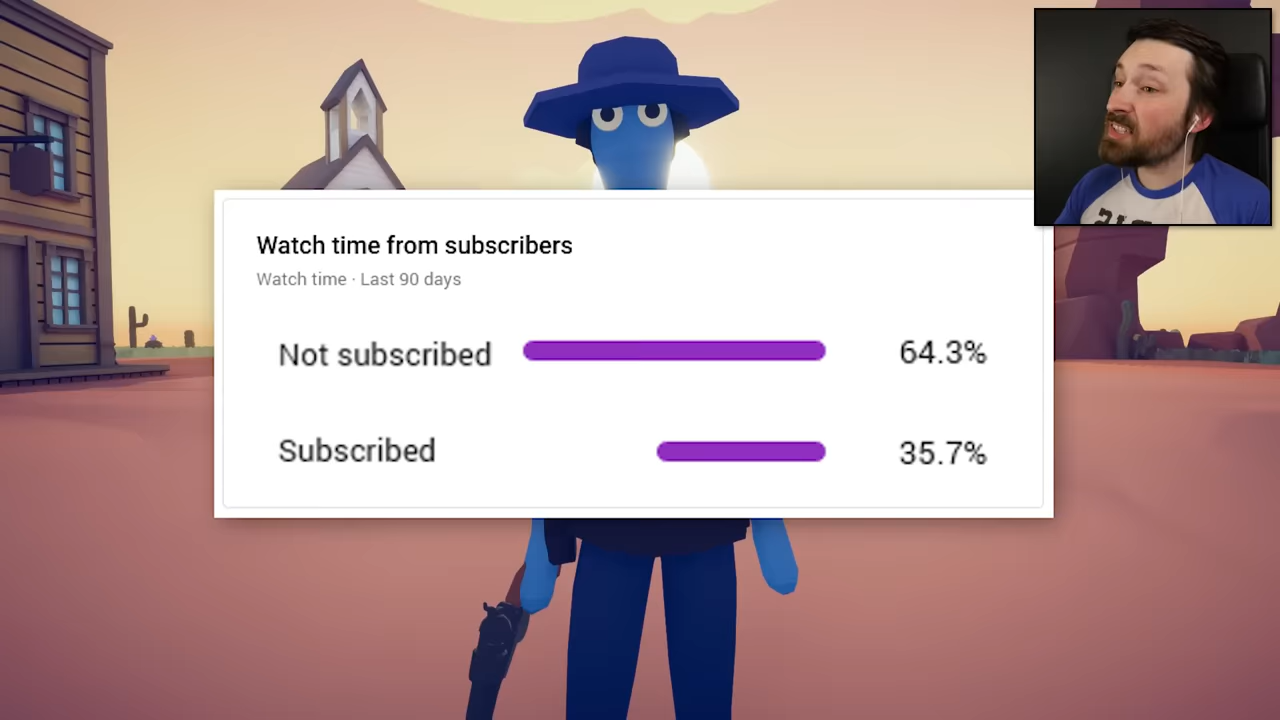 Watch time from subscribers
Watch time · Last 90 days
Not subscribed 64.3%
Subscribed 35.7%